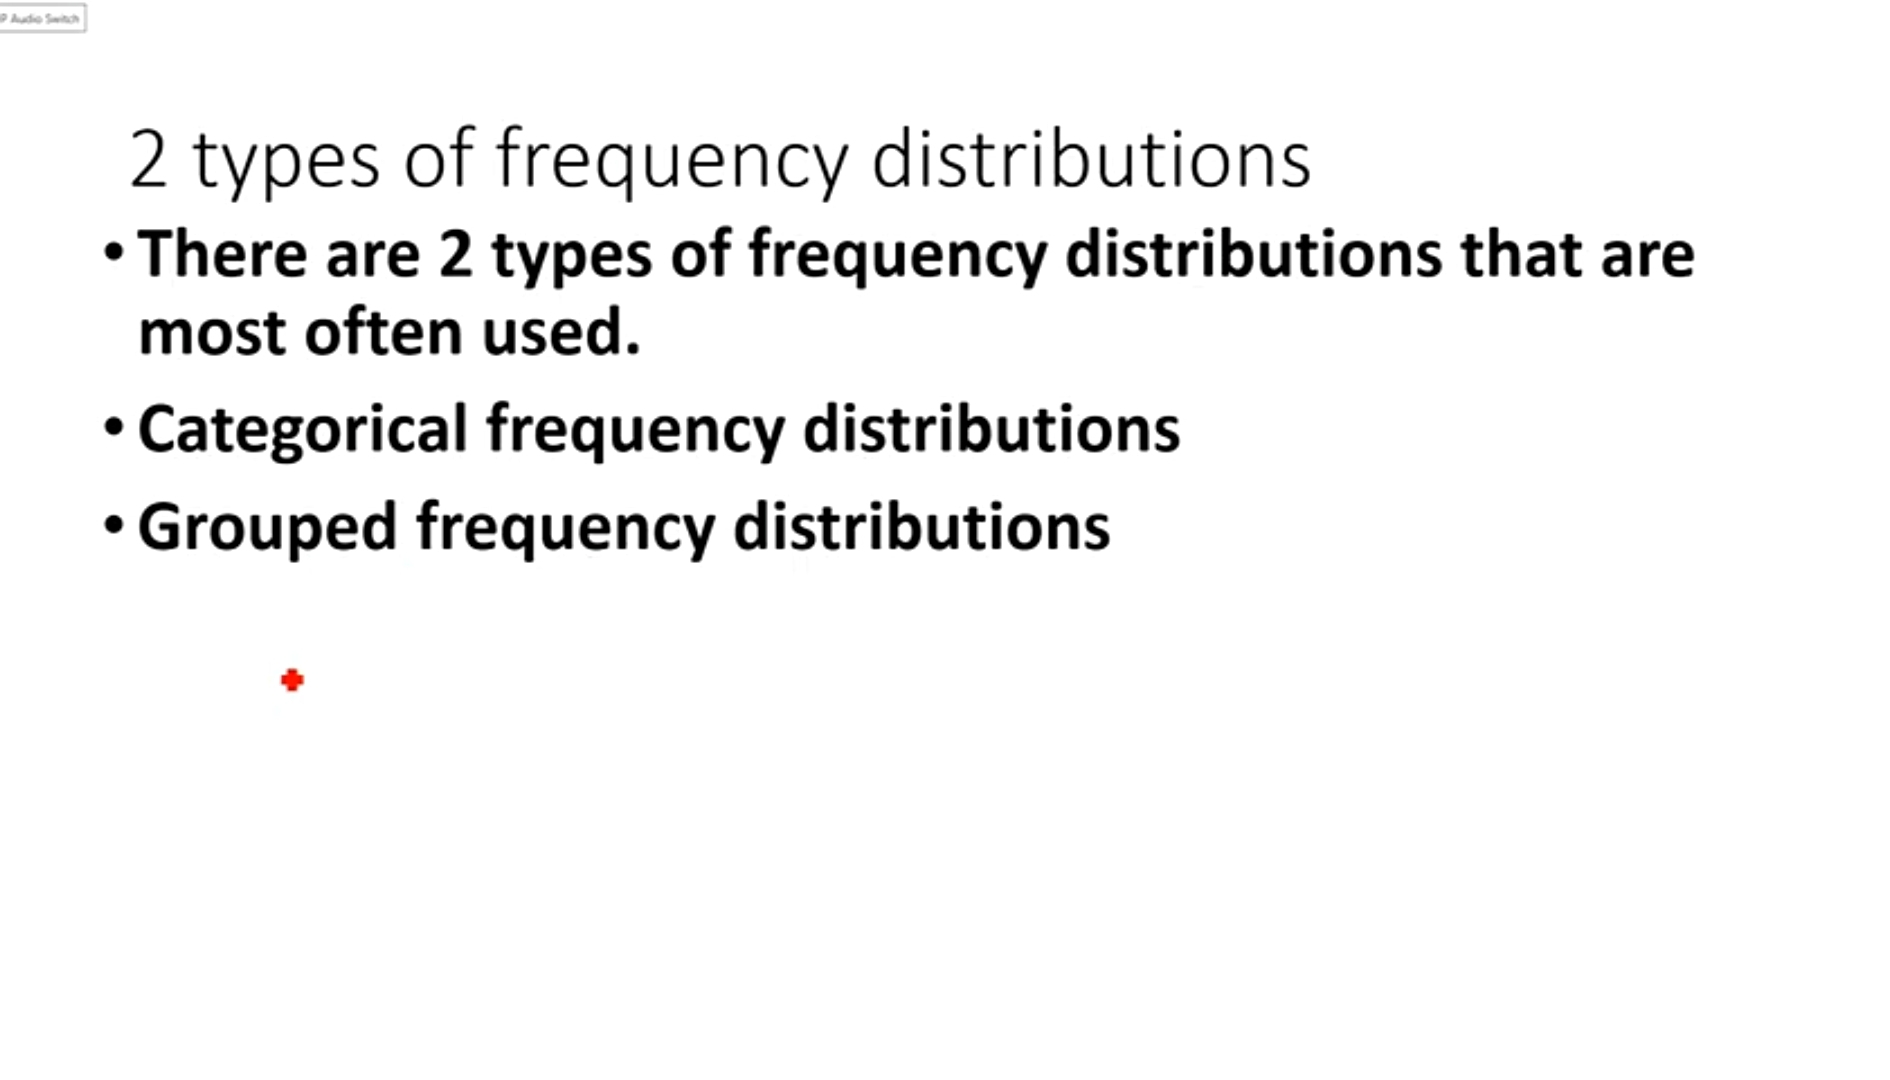 P Audio Switch
2 types of frequency distributions
• There are 2 types of frequency distributions that are
most often used.
• Categorical frequency distributions
• Grouped frequency distributions